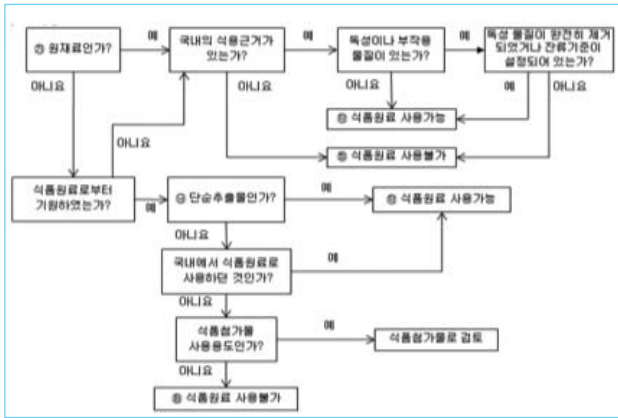 ㉠ 원재료인가?
예
국내외 식용근거가
있는가?
예
독성이나 부작용
물질이 있는가?
예
독성 물질이 완전히 제거
되었거나 잔류기준이
설정되어 있는가?
아니요
아니요
아니요
예
아니요
식품원료 사용가능
아니요
식품원료 사용불가
식품원료로부터
기원하였는가?
예
㉡ 단순추출물인가?
예
식품원료 사용가능
아니요
국내에서 식품원료로
사용하던 것인가?
예
아니요
식품첨가물
사용용도인가?
예
식품첨가물로 검토
아니요
식품원료 사용불가